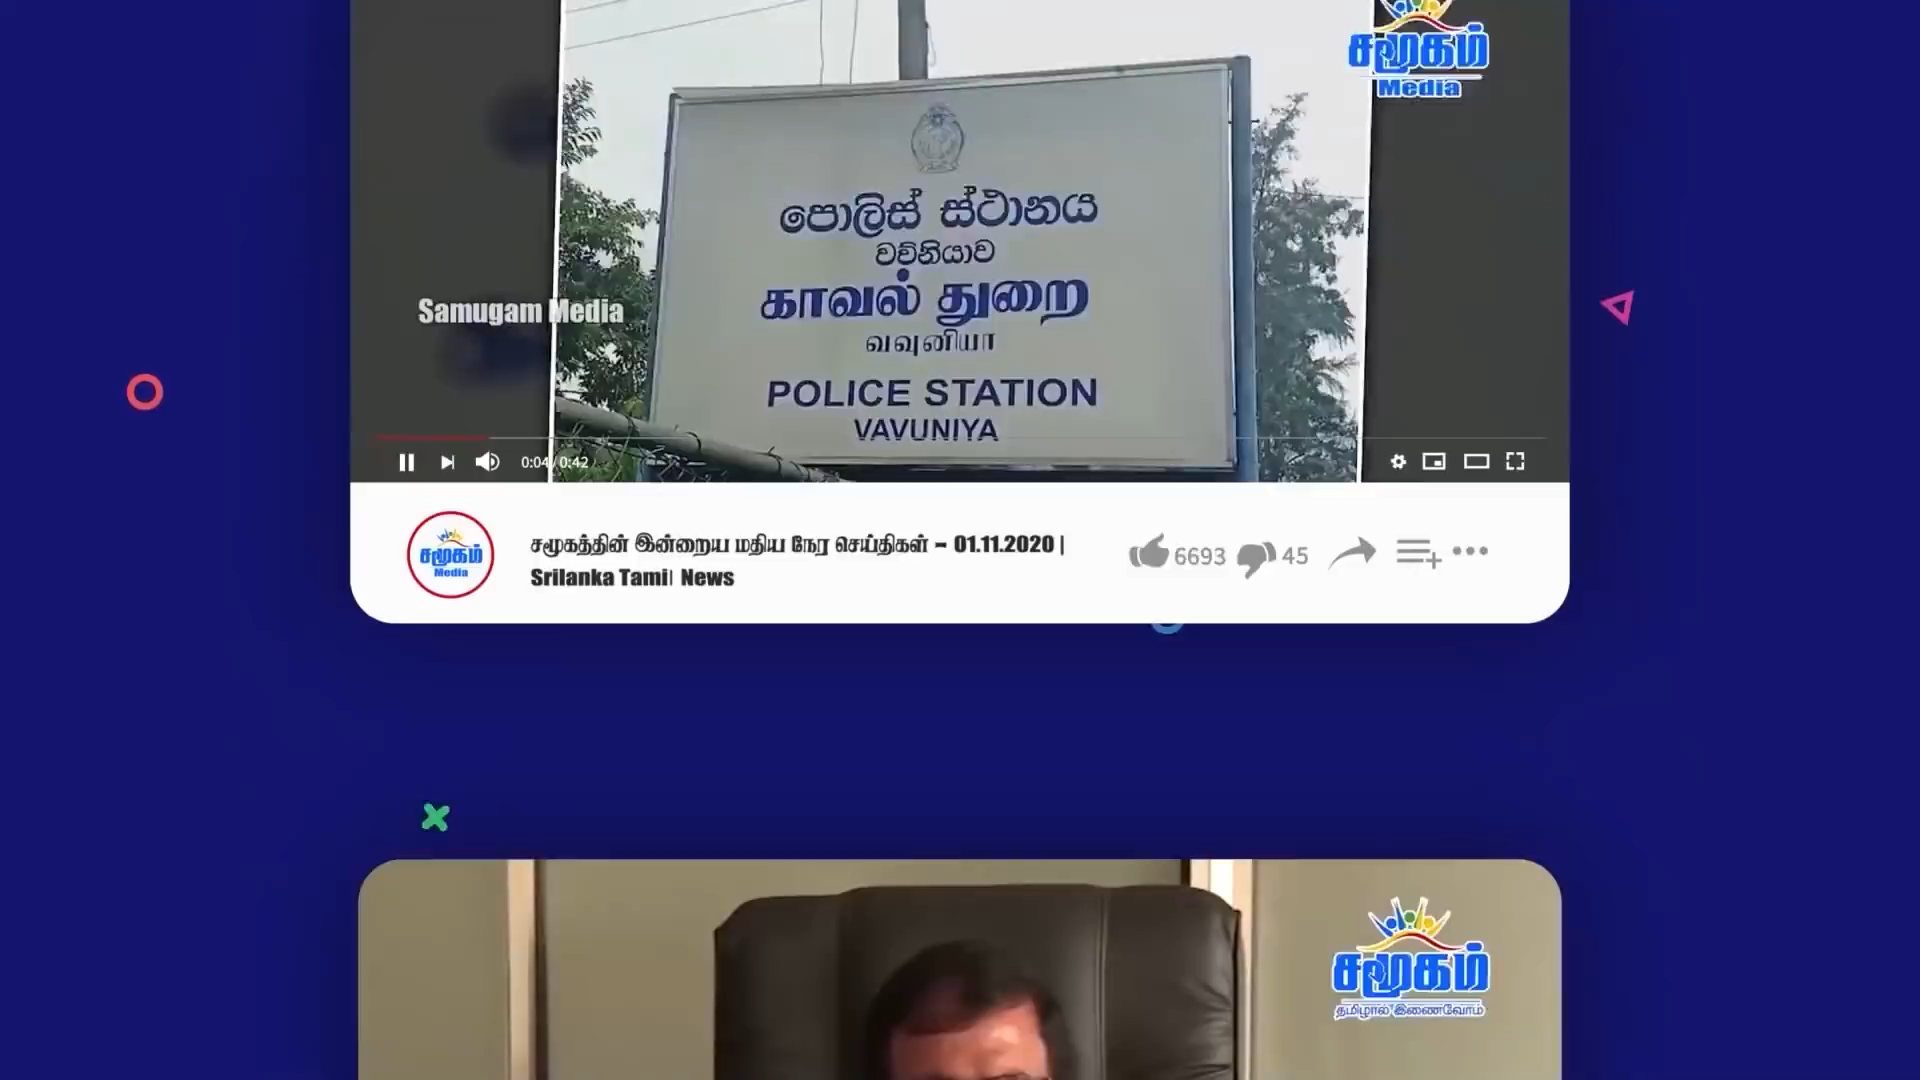 சமூகம்
Media
පොලිස් ස්ථානය
වව්නියාව
காவல் துறை
வவுனியா
POLICE STATION
VAVUNIYA
Samugam Media
0:04/0:42
சமூகம்
Media
சமூகத்தின் இன்றைய மதிய நேர செய்திகள் – 01.11.2020 |
Srilanka Tamil News
6693
45
சமூகம்
தமிழால் இணைவோம்